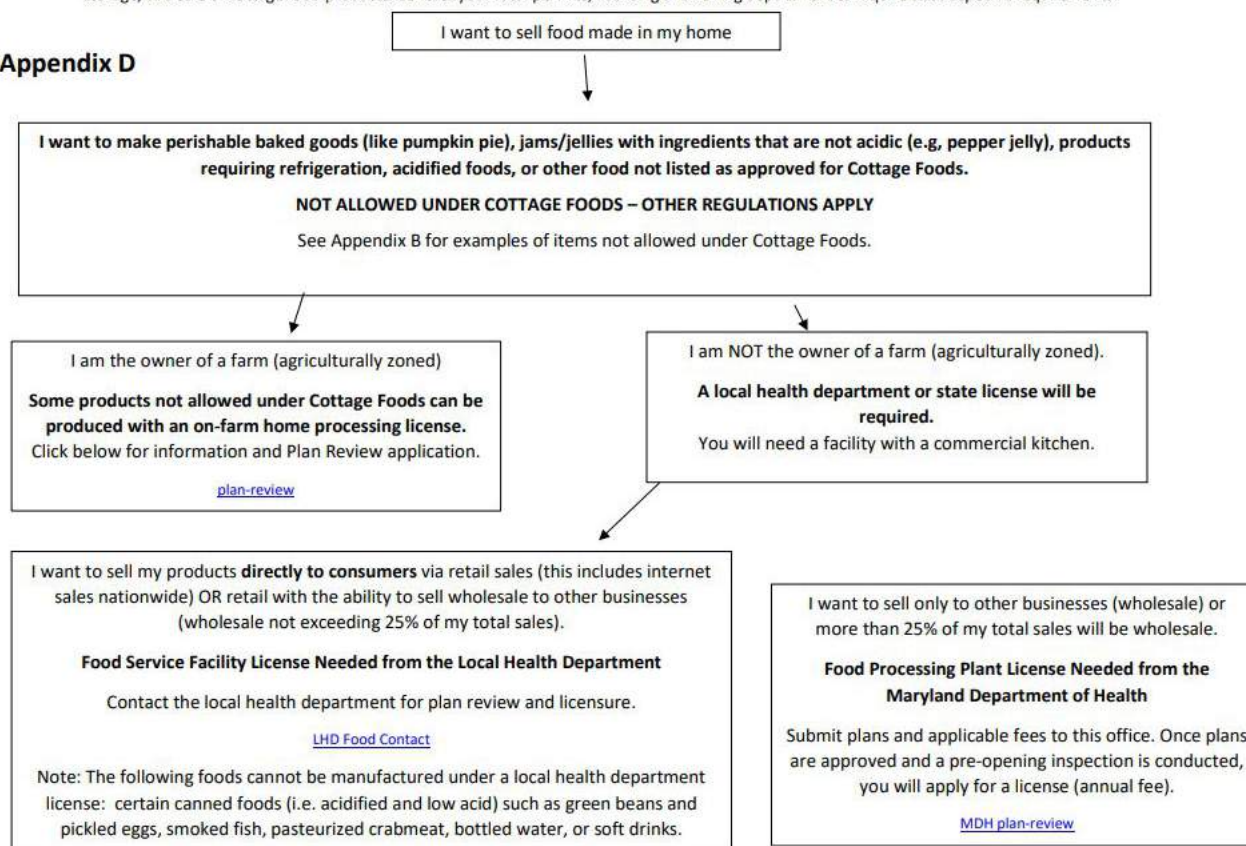 I want to sell food made in my home
Appendix D
I want to make perishable baked goods (like pumpkin pie), jams/jellies with ingredients that are not acidic (e.g, pepper jelly), products
requiring refrigeration, acidified foods, or other food not listed as approved for Cottage Foods.
NOT ALLOWED UNDER COTTAGE FOODS – OTHER REGULATIONS APPLY
See Appendix B for examples of items not allowed under Cottage Foods.
I am the owner of a farm (agriculturally zoned)
Some products not allowed under Cottage Foods can be
produced with an on-farm home processing license.
Click below for information and Plan Review application.
plan-review
I am NOT the owner of a farm (agriculturally zoned).
A local health department or state license will be
required.
You will need a facility with a commercial kitchen.
I want to sell my products directly to consumers via retail sales (this includes internet
sales nationwide) OR retail with the ability to sell wholesale to other businesses
(wholesale not exceeding 25% of my total sales).
Food Service Facility License Needed from the Local Health Department
Contact the local health department for plan review and licensure.
LHD Food Contact
Note: The following foods cannot be manufactured under a local health department
license: certain canned foods (i.e. acidified and low acid) such as green beans and
pickled eggs, smoked fish, pasteurized crabmeat, bottled water, or soft drinks.
I want to sell only to other businesses (wholesale) or
more than 25% of my total sales will be wholesale.
Food Processing Plant License Needed from the
Maryland Department of Health
Submit plans and applicable fees to this office. Once plans
are approved and a pre-opening inspection is conducted,
you will apply for a license (annual fee).
MDH plan-review